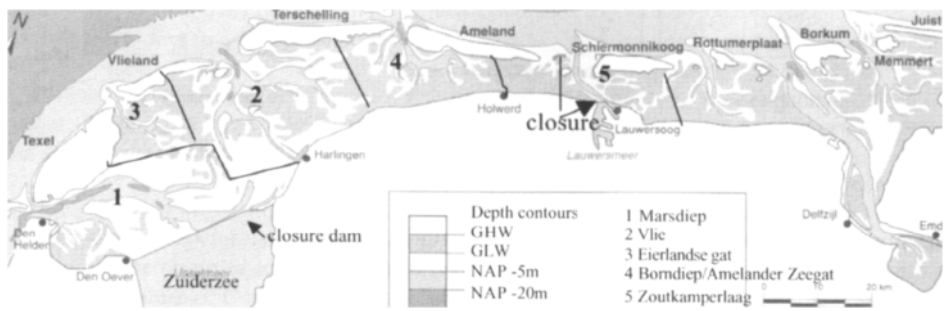 N
Terschelling
Ameland
Schiermonnikoog
Rottumerplaat
Borkum
Juist
Memmert
Vlieland
4
5
3
2
Holwerd
closure
Lauwersoog
Lauwersmeer
Texel
Harlingen
1
Den
Helder
Den Oever
closure dam
Zuiderzee
Delfzijl
Emd
Depth contours
GHW
GLW
NAP -5m
NAP -20m
1 Marsdiep
2 Vlie
3 Eierlandse gat
4 Borndiep/Amelander Zeegat
5 Zoutkamperlaag
0 10 20 km